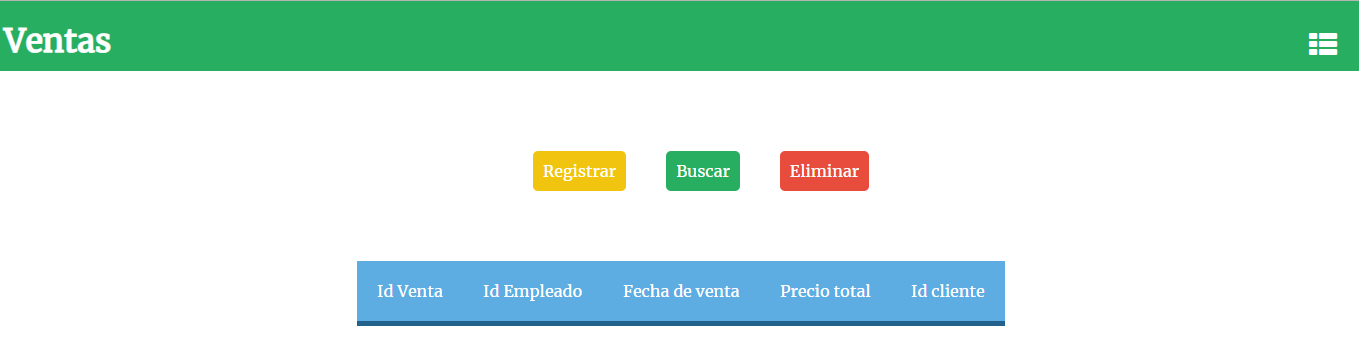 Ventas
Registrar Buscar Eliminar
Id Venta Id Empleado Fecha de venta Precio total Id cliente